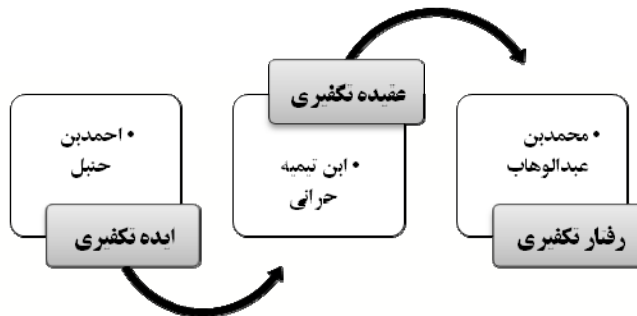 احمدبن
حنبل
ایده تکفیری
عقیده تکفیری
ابن تیمیه
حرانی
محمدبن
عبدالوهاب
رفتار تکفیری